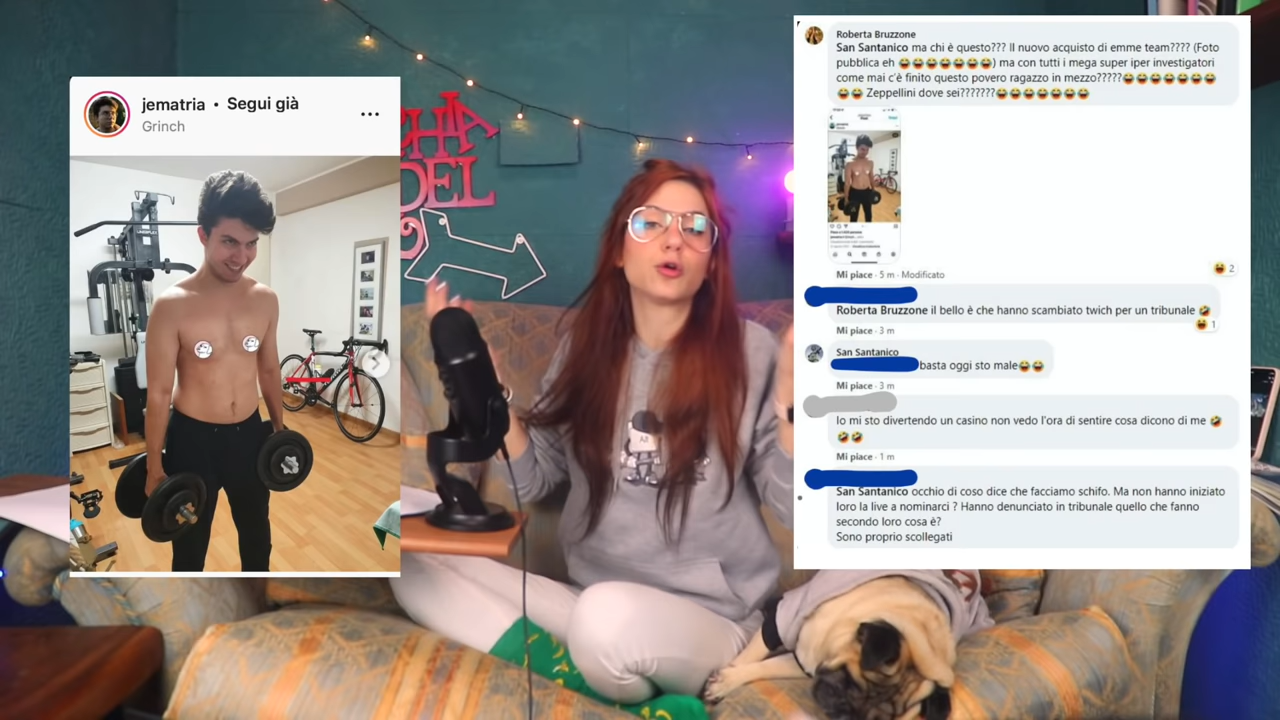 jematria • Segui già
Grinch
CHA
DEL
AR
Roberta Bruzzone
San Santanico ma chi è questo??? Il nuovo acquisto di emme team???? (Foto
pubblica eh 😂😂😂😂😂😂😂) ma con tutti i mega super iper investigatori
come mai c'è finito questo povero ragazzo in mezzo?????😂😂😂😂😂😂😂
😂😂 Zeppellini dove sei???????😂😂😂😂😂😂😂
Mi piace · 5 m · Modificato
😆 2
Roberta Bruzzone il bello è che hanno scambiato twich per un tribunale 🤣
😆 1
Mi piace · 3 m
San Santanico
basta oggi sto male😂😂
Mi piace · 3 m
Io mi sto divertendo un casino non vedo l'ora di sentire cosa dicono di me 🤣
🤣🤣
Mi piace · 1 m
San Santanico occhio di coso dice che facciamo schifo. Ma non hanno iniziato
loro la live a nominarci ? Hanno denunciato in tribunale quello che fanno
secondo loro cosa è?
Sono proprio scollegati